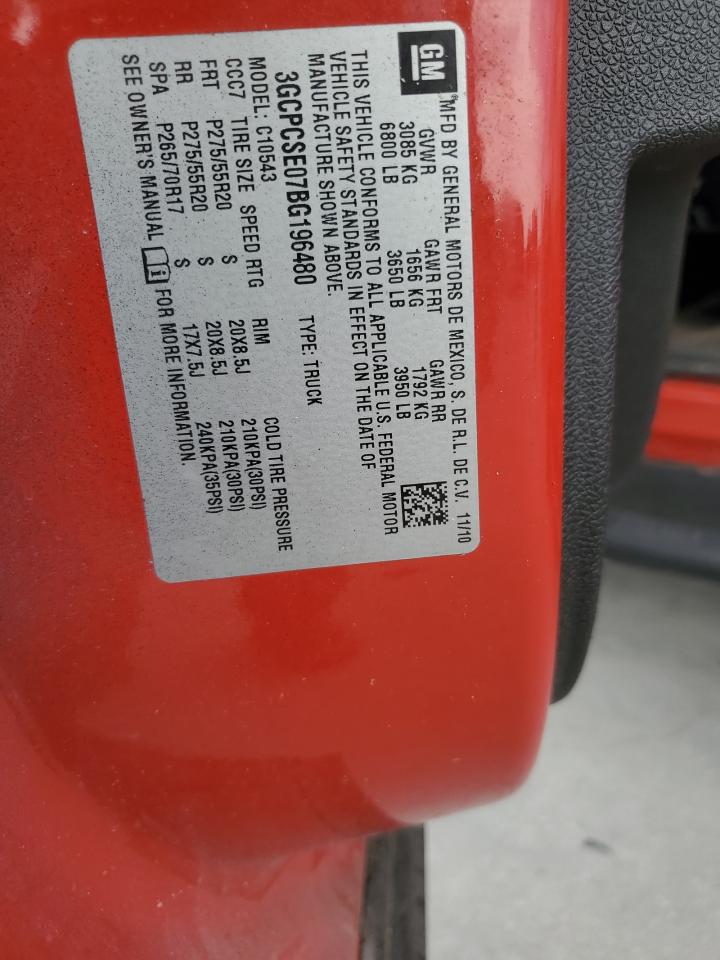 GM
®MFD BY GENERAL MOTORS DE MEXICO, S. DE R.L. DE C.V. 11/10
GVWR GAWR FRT GAWR RR
3085 KG 1656 KG 1792 KG
6800 LB 3650 LB 3950 LB
THIS VEHICLE CONFORMS TO ALL APPLICABLE U.S. FEDERAL MOTOR
VEHICLE SAFETY STANDARDS IN EFFECT ON THE DATE OF
MANUFACTURE SHOWN ABOVE.
3GCPCSE07BG196480 TYPE: TRUCK
MODEL: C10543
CCC7 TIRE SIZE SPEED RTG RIM COLD TIRE PRESSURE
FRT P275/55R20 S 20X8.5J 210KPA(30PSI)
RR P275/55R20 S 20X8.5J 210KPA(30PSI)
SPA P265/70R17 S 17X7.5J 240KPA(35PSI)
SEE OWNER'S MANUAL i FOR MORE INFORMATION.